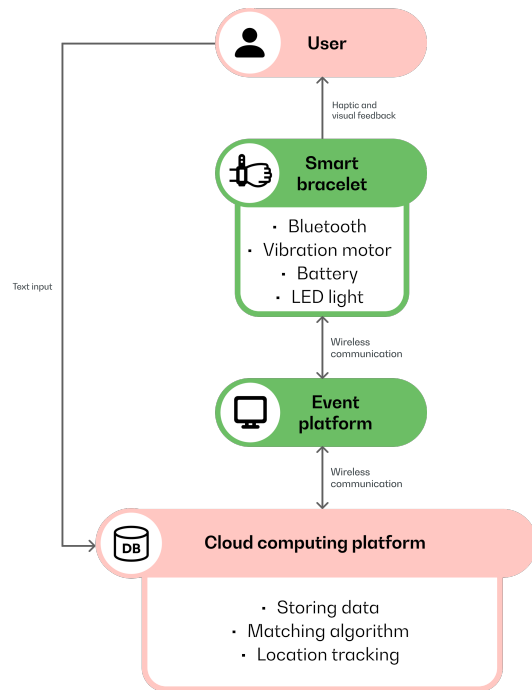 User
Haptic and
visual feedback
Smart
bracelet
· Bluetooth
· Vibration motor
· Battery
· LED light
Text input
Wireless
communication
Event
platform
Wireless
communication
DB
Cloud computing platform
· Storing data
· Matching algorithm
· Location tracking